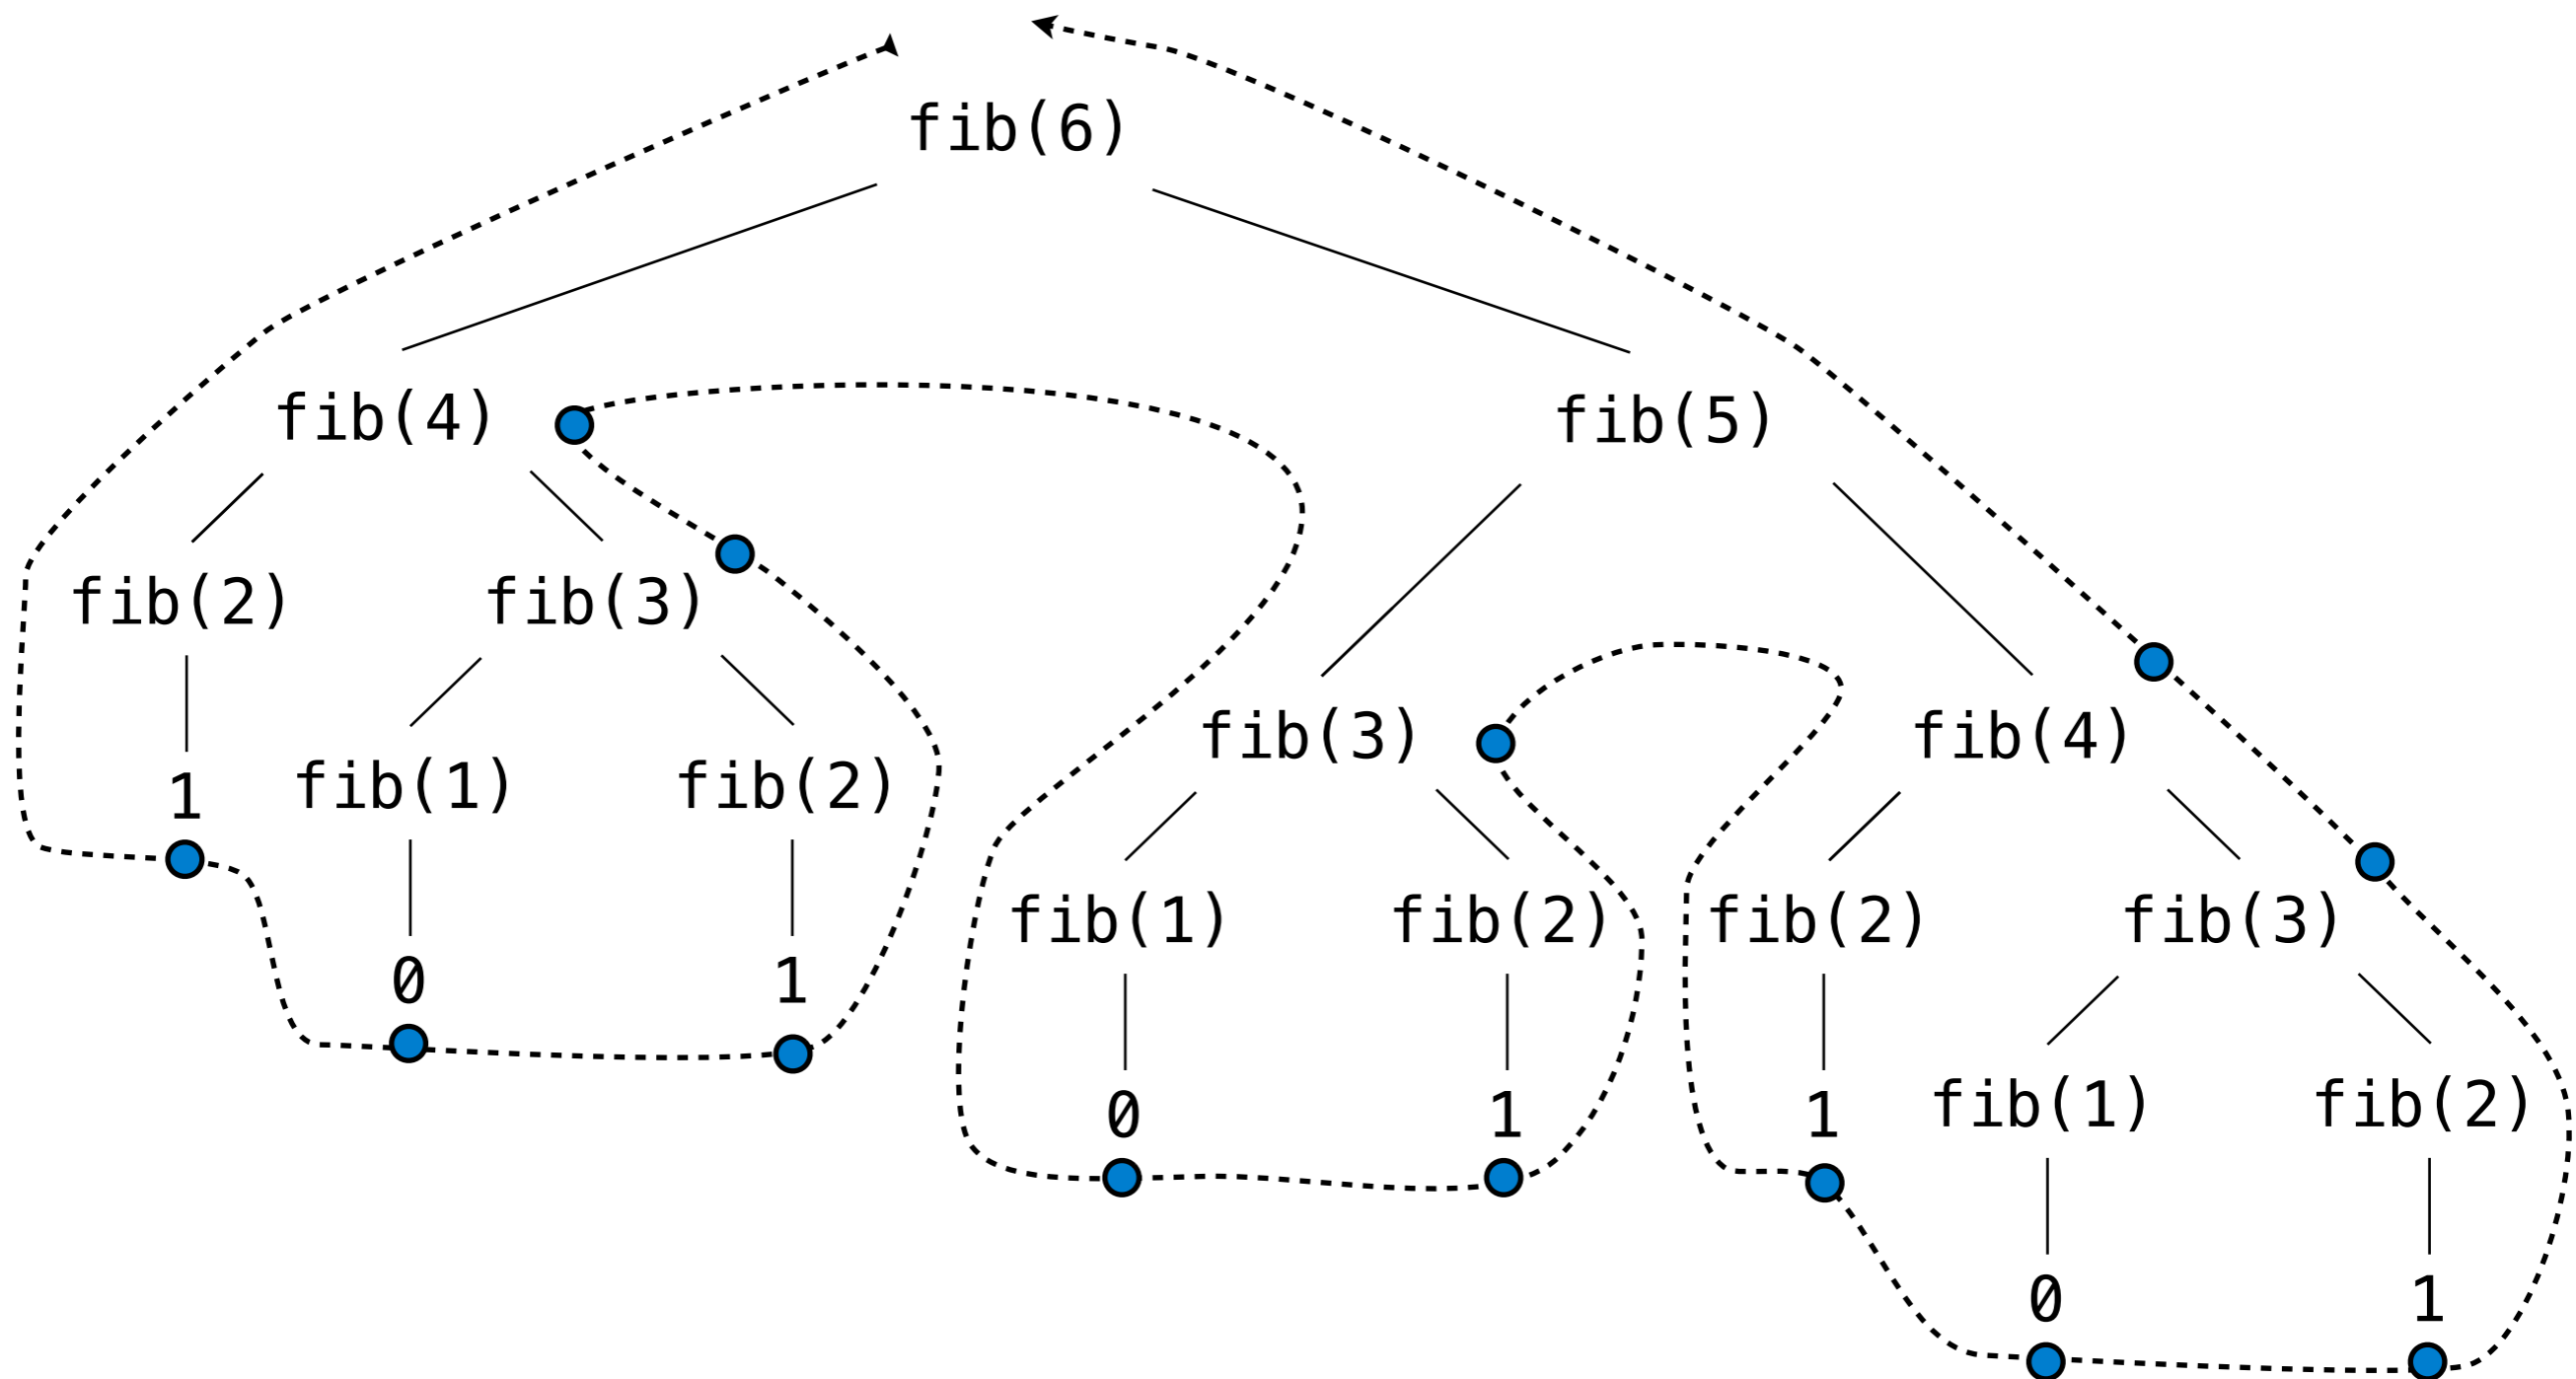 fib(6)
fib(4) fib(5)
fib(2) fib(3)
fib(3) fib(4)
1 fib(1) fib(2)
fib(1) fib(2) fib(2) fib(3)
0 1
0 1 1 fib(1) fib(2)
0 1